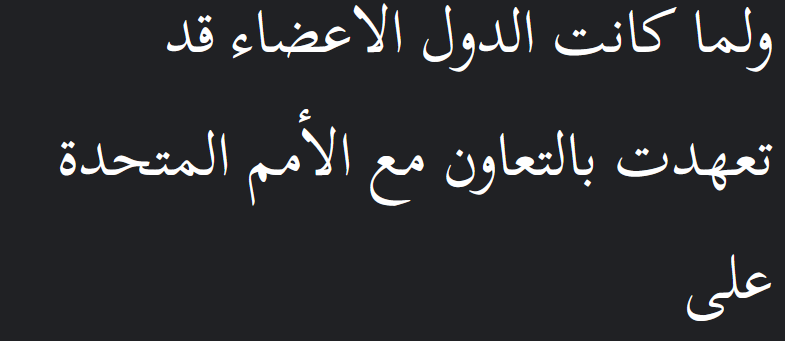 ولما كانت الدول الاعضاء قد
تعهدت بالتعاون مع الأمم المتحدة
على